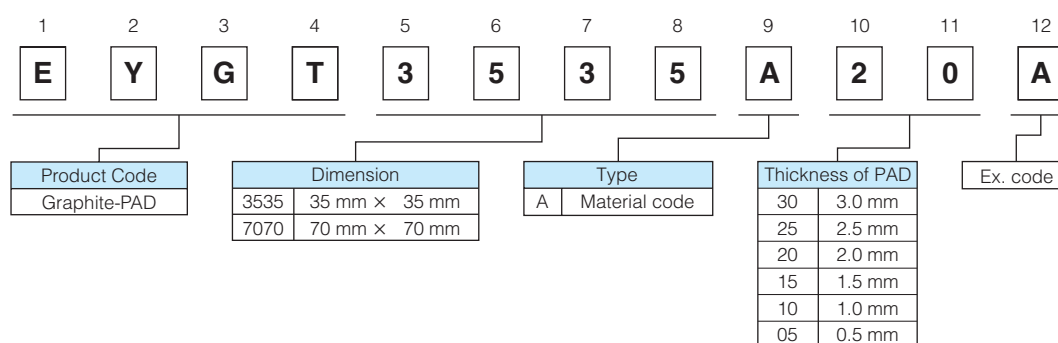 1 2 3 4 5 6 7 8 9 10 11 12
E Y G T 3 5 3 5 A 2 0 A
Product Code Dimension Type Thickness of PAD Ex. code
Graphite-PAD 3535 35 mm × 35 mm A Material code 30 3.0 mm
7070 70 mm × 70 mm 25 2.5 mm
20 2.0 mm
15 1.5 mm
10 1.0 mm
05 0.5 mm